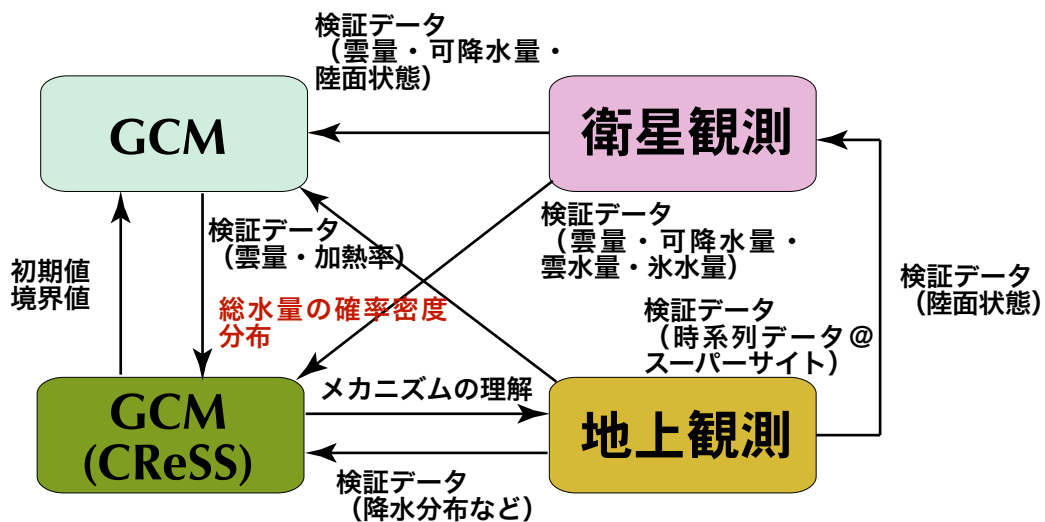 検証データ
（雲量・可降水量・
陸面状態）
GCM
衛星観測
検証データ
（雲量・加熱率）
総水量の確率密度
分布
検証データ
（雲量・可降水量・
雲水量・氷水量）
初期値
境界値
検証データ
（陸面状態）
検証データ
（時系列データ＠
スーパーサイト）
メカニズムの理解
GCM
(CReSS)
地上観測
検証データ
（降水分布など）